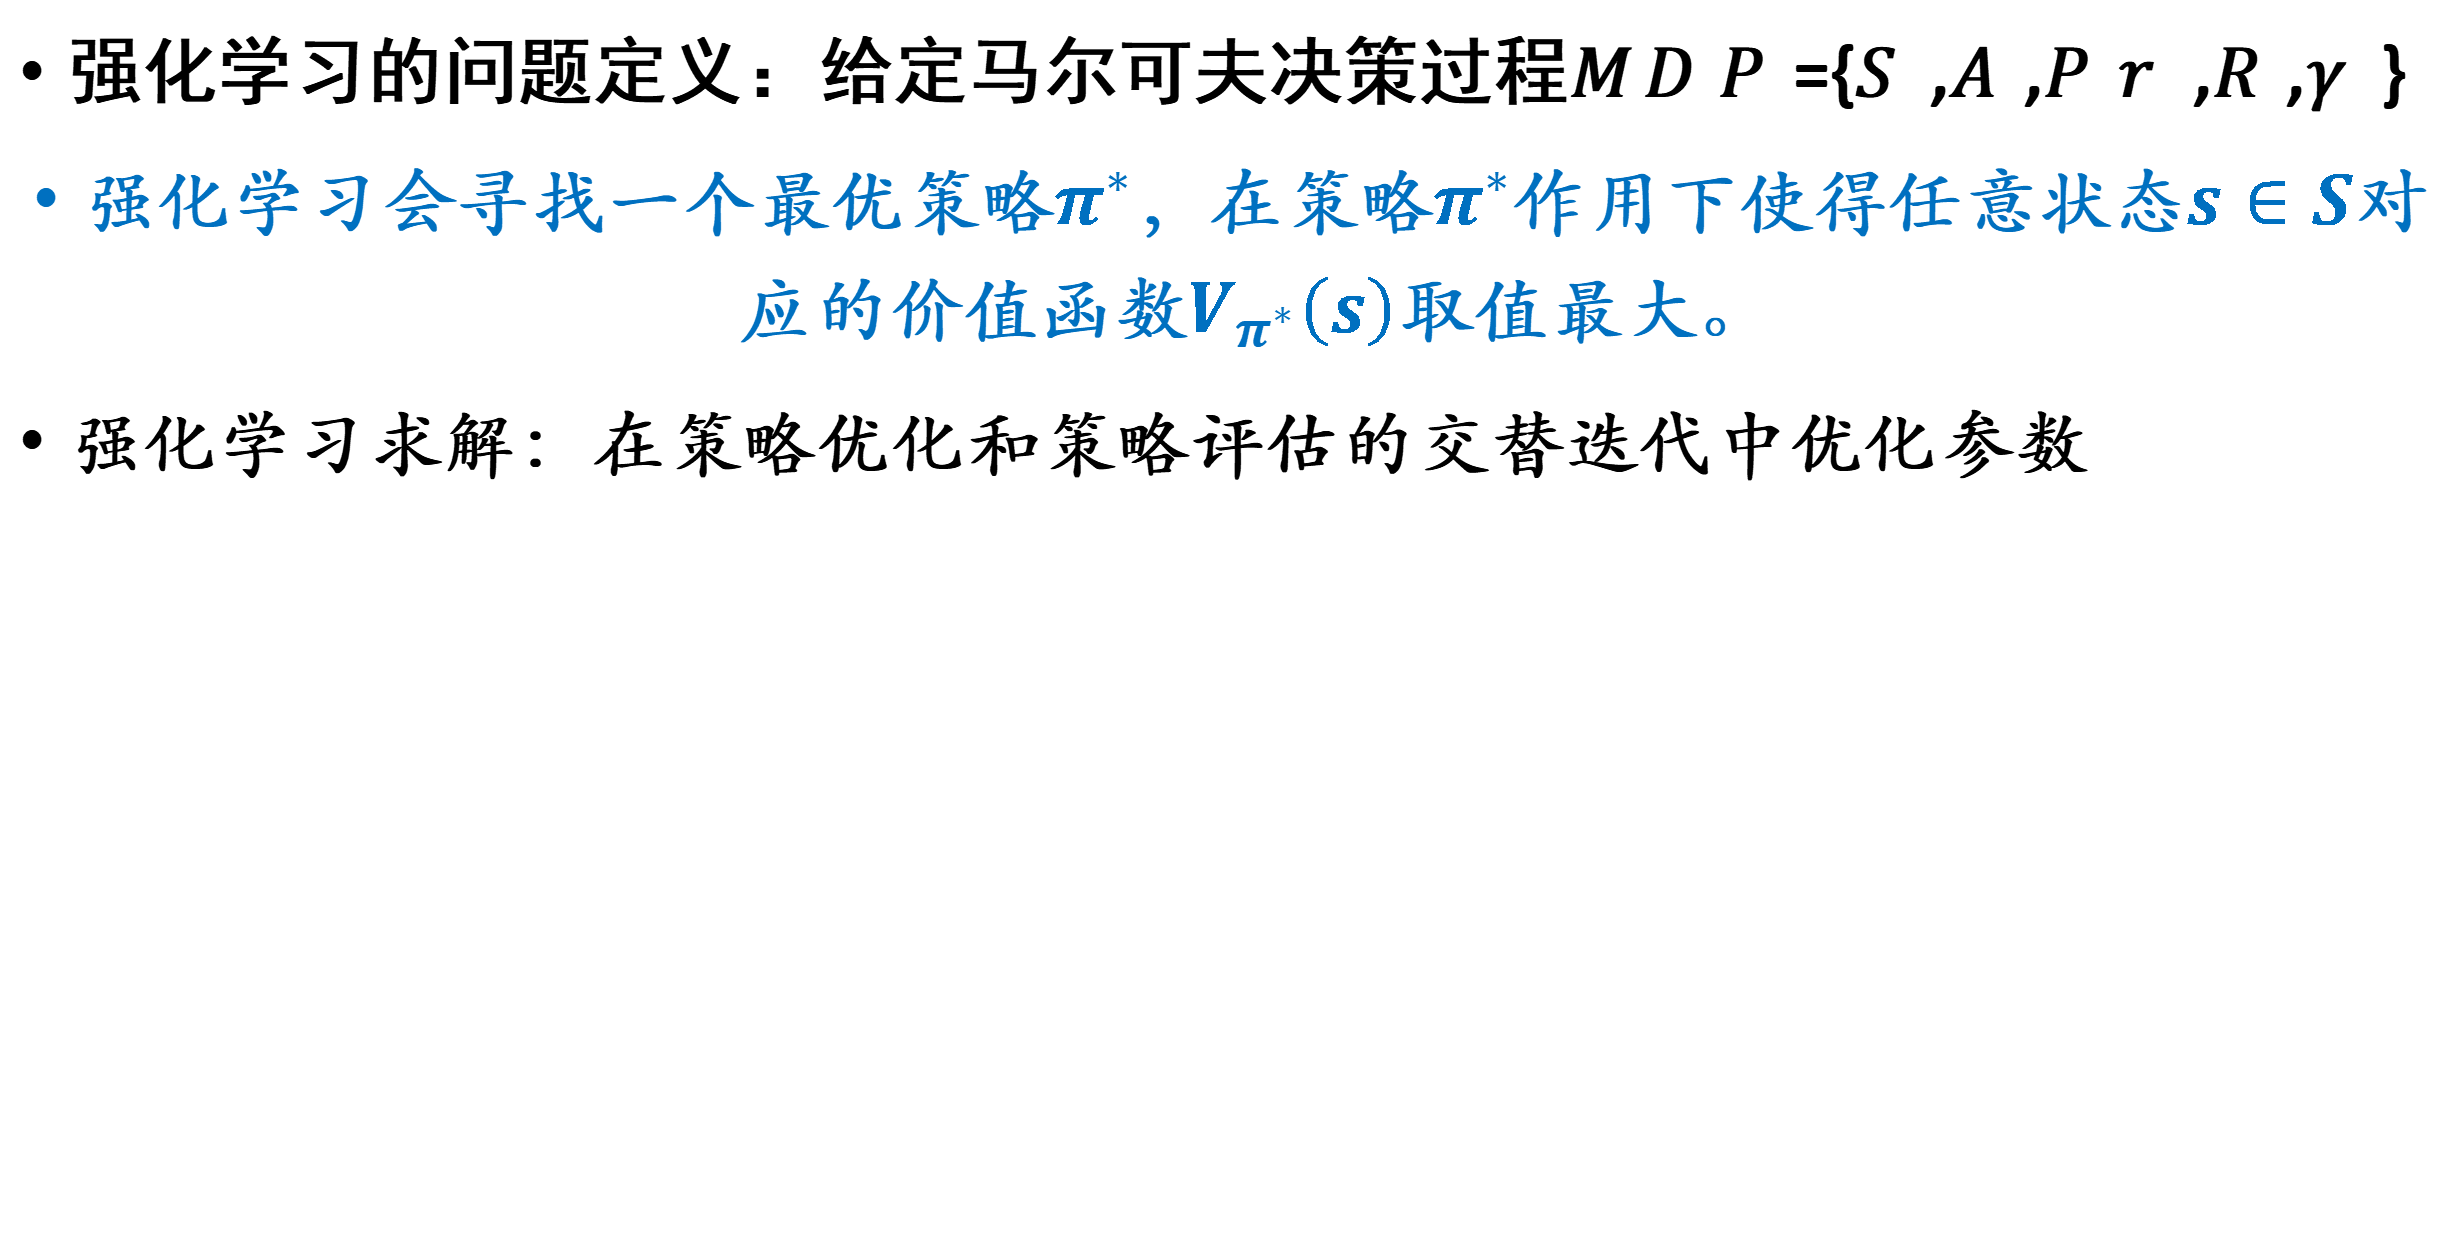 • 强化学习的问题定义：给定马尔可夫决策过程MDP={S,A,Pr,R,γ}
• 强化学习会寻找一个最优策略π*，在策略π*作用下使得任意状态s ∈ S对
应的价值函数V_π*(s)取值最大。
• 强化学习求解：在策略优化和策略评估的交替迭代中优化参数